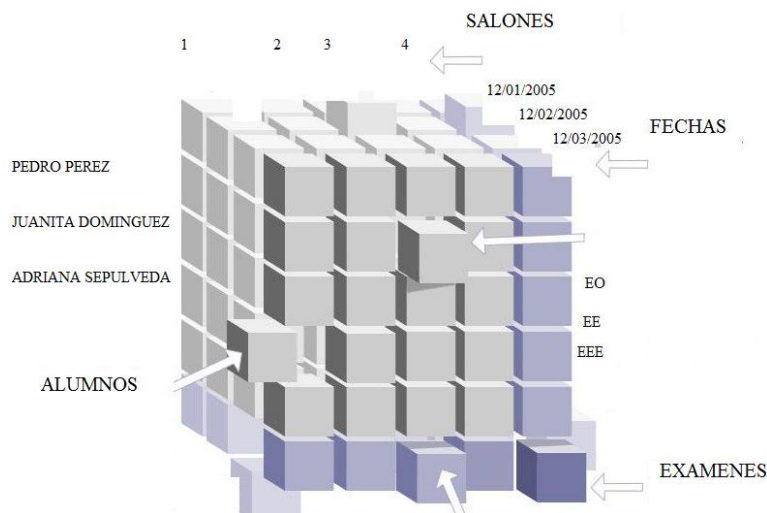 SALONES
1 2 3 4
12/01/2005
12/02/2005
FECHAS
12/03/2005
PEDRO PEREZ
JUANITA DOMINGUEZ
ADRIANA SEPULVEDA
EO
EE
EEE
ALUMNOS
EXAMENES